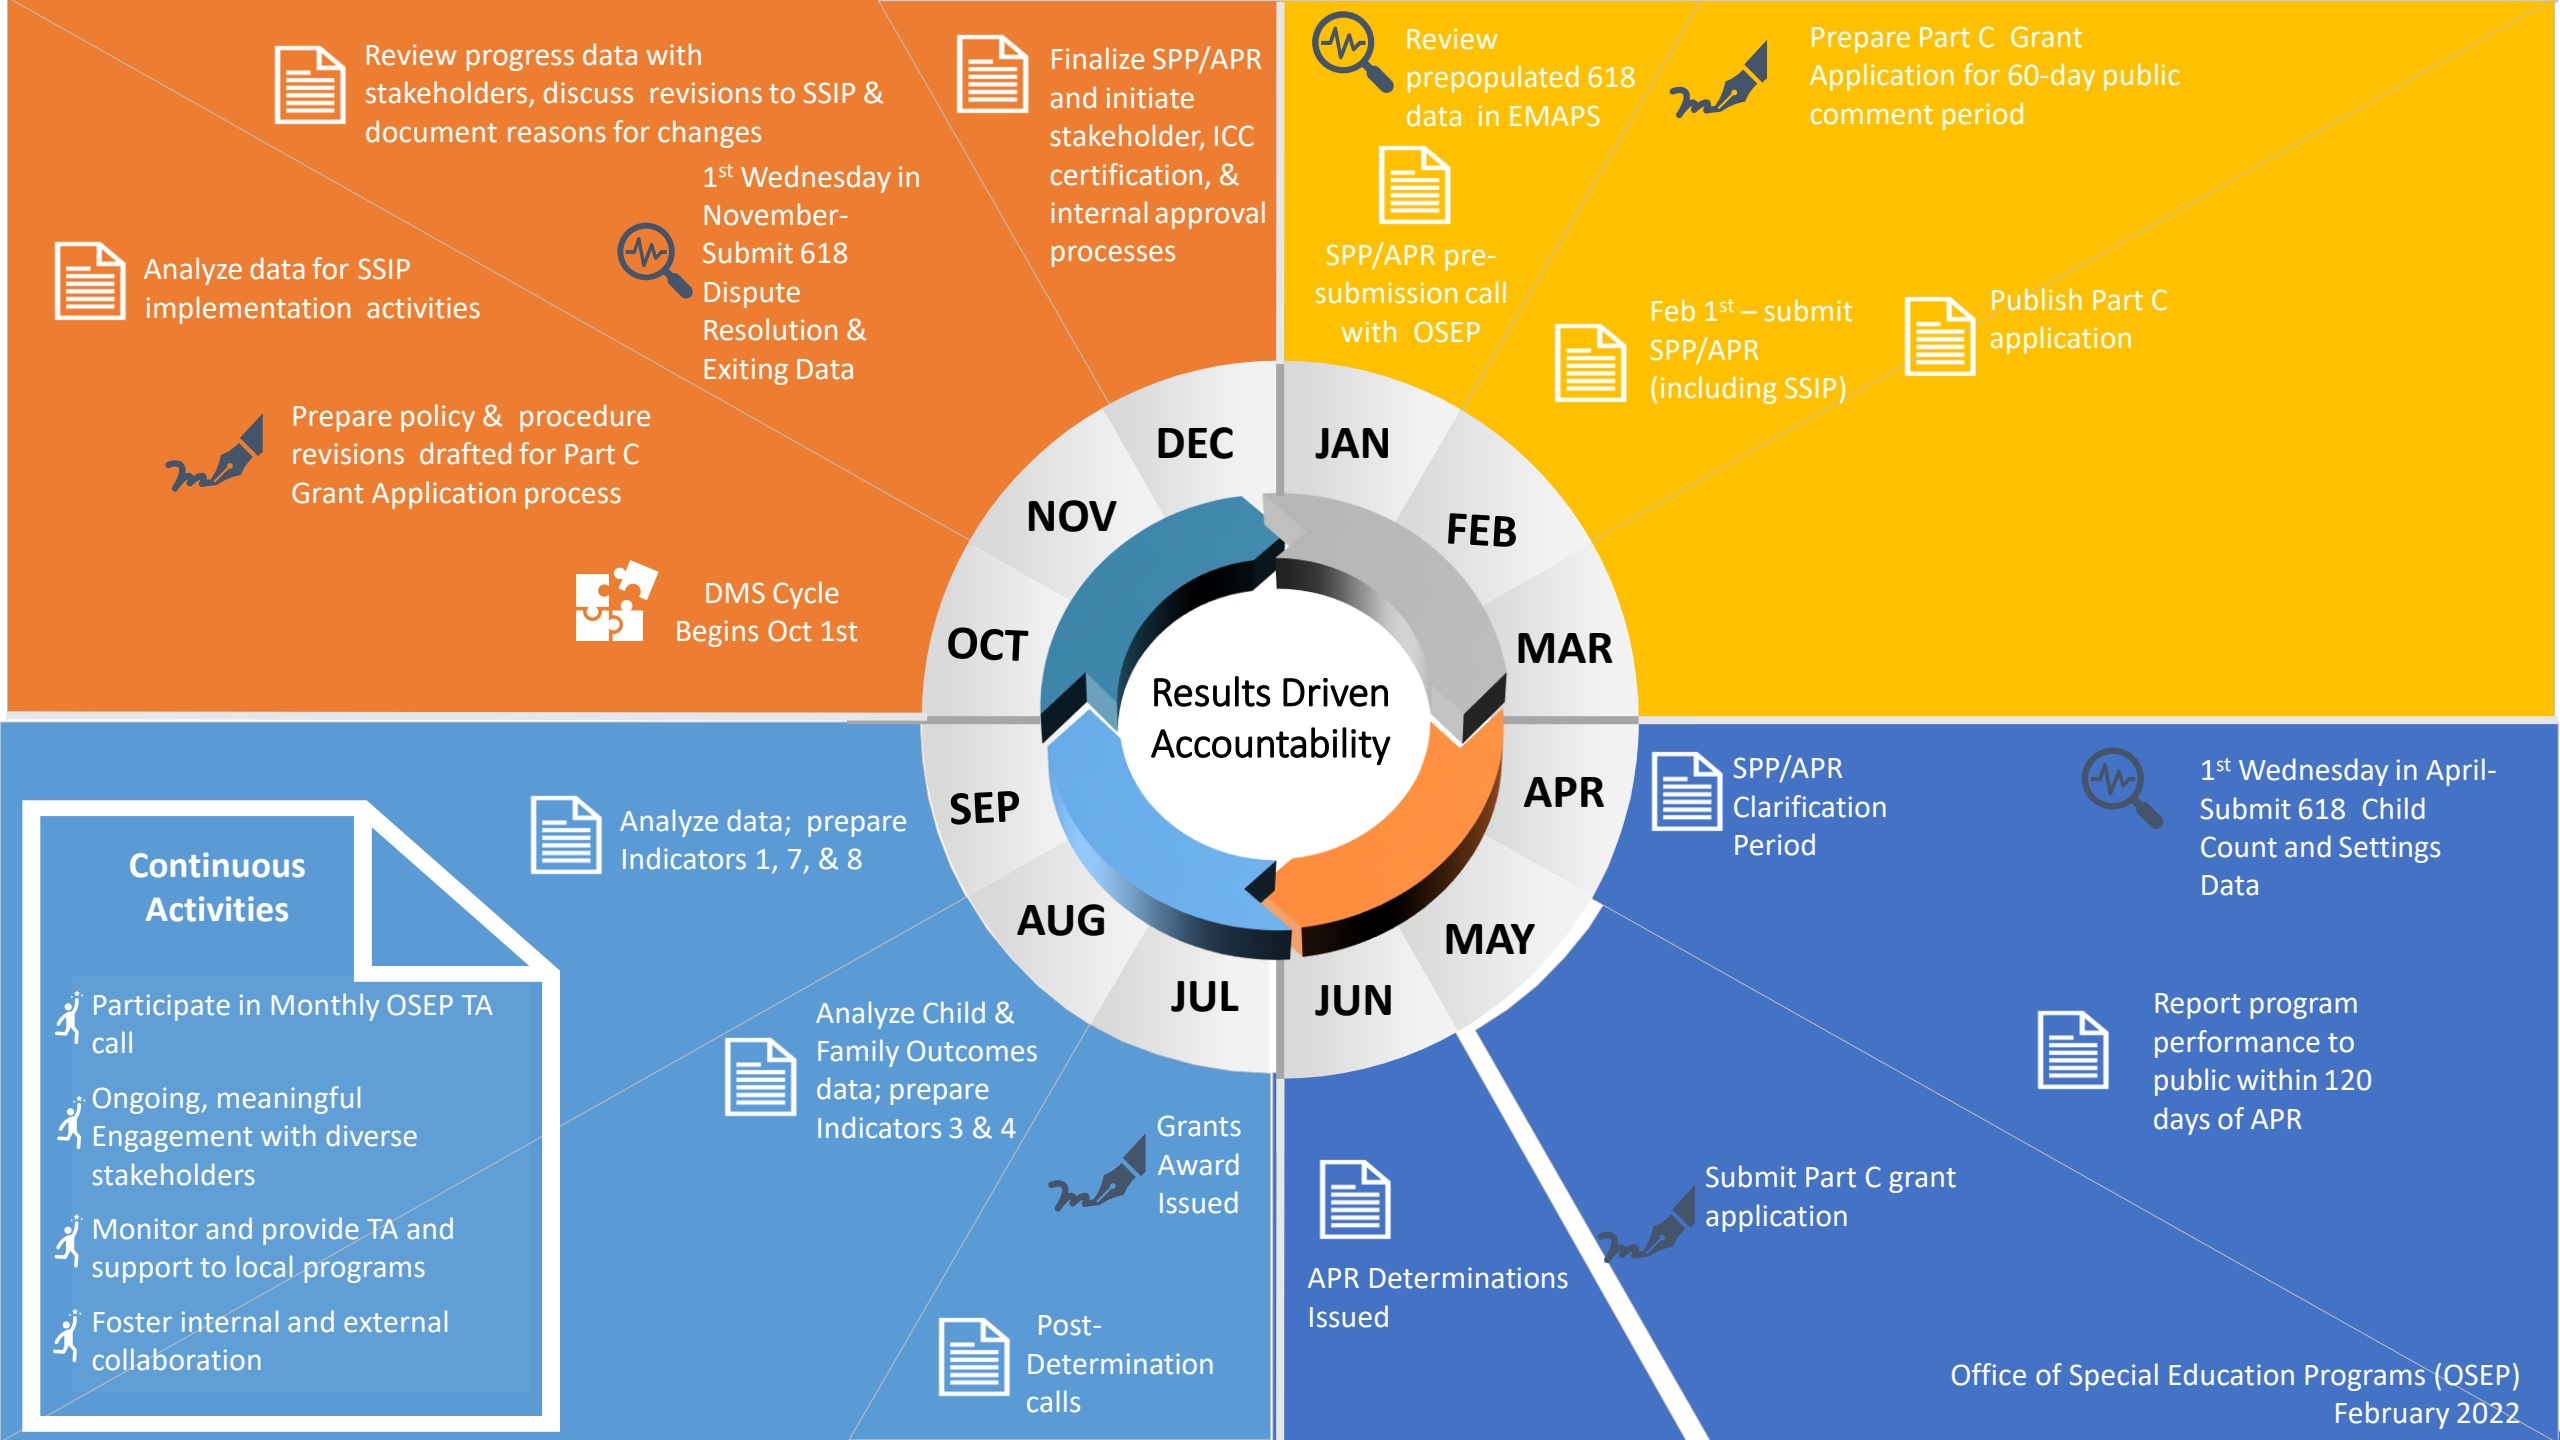 Review progress data with
stakeholders, discuss revisions to SSIP &
document reasons for changes
1st Wednesday in
November-
Submit 618
Dispute
Resolution &
Exiting Data
Analyze data for SSIP
implementation activities
Prepare policy & procedure
revisions drafted for Part C
Grant Application process
DMS Cycle
Begins Oct 1st
Finalize SPP/APR
and initiate
stakeholder, ICC
certification, &
internal approval
processes
Review
prepopulated 618
data in EMAPS
SPP/APR pre-
submission call
with OSEP
Prepare Part C Grant
Application for 60-day public
comment period
Feb 1st – submit
SPP/APR
(including SSIP)
Publish Part C
application
DEC
JAN
NOV
FEB
OCT
MAR
Results Driven
Accountability
SEP
APR
AUG
MAY
JUL
JUN
SPP/APR
Clarification
Period
1st Wednesday in April-
Submit 618 Child
Count and Settings
Data
Report program
performance to
public within 120
days of APR
Submit Part C grant
application
APR Determinations
Issued
Grants
Award
Issued
Post-
Determination
calls
Analyze Child &
Family Outcomes
data; prepare
Indicators 3 & 4
Analyze data; prepare
Indicators 1, 7, & 8
Continuous
Activities
Participate in Monthly OSEP TA
call
Ongoing, meaningful
Engagement with diverse
stakeholders
Monitor and provide TA and
support to local programs
Foster internal and external
collaboration
Office of Special Education Programs (OSEP)
February 2022